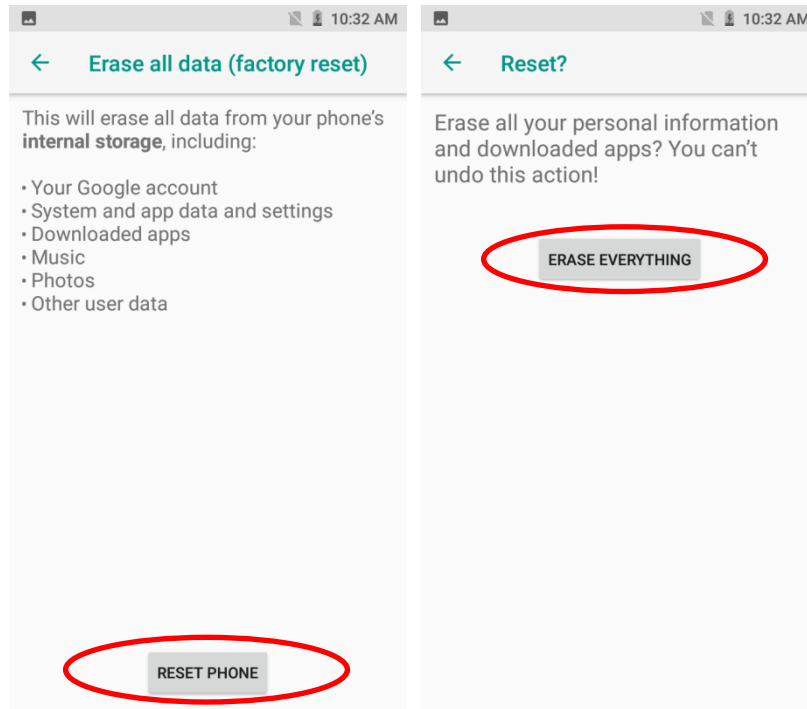 10:32 AM
Erase all data (factory reset)
This will erase all data from your phone's
internal storage, including:
• Your Google account
• System and app data and settings
• Downloaded apps
• Music
• Photos
• Other user data
RESET PHONE
10:32 AM
Reset?
Erase all your personal information
and downloaded apps? You can't
undo this action!
ERASE EVERYTHING